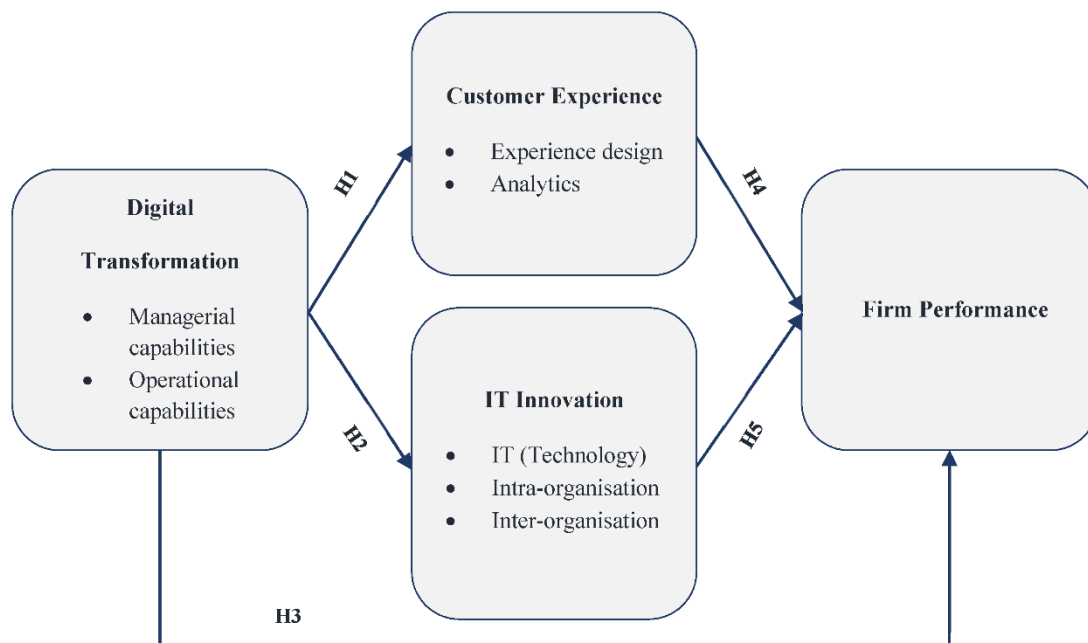 Digital
Transformation
• Managerial
capabilities
• Operational
capabilities
H1
H2
H3
Customer Experience
• Experience design
• Analytics
IT Innovation
• IT (Technology)
• Intra-organisation
• Inter-organisation
H4
H5
Firm Performance